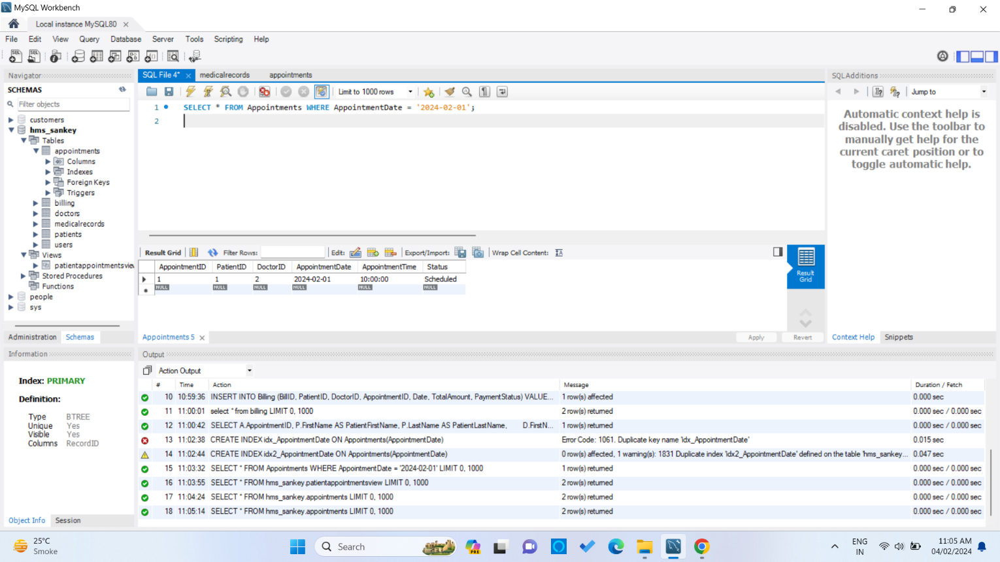 MySQL Workbench
Local instance MySQL80
File Edit View Query Database Server Tools Scripting Help
Navigator
SCHEMAS
Filter objects
customers
hms_sankey
Tables
appointments
Columns
Indexes
Foreign Keys
Triggers
billing
doctors
medicalrecords
patients
users
Views
patientappointmentsview
Stored Procedures
Functions
people
sys
Administration Schemas
Information
Index: PRIMARY
Definition:
Type BTREE
Unique Yes
Visible Yes
Columns RecordID
Object Info Session
SQL File 4* medicalrecords appointments
Limit to 1000 rows
1 SELECT * FROM Appointments WHERE AppointmentDate = '2024-02-01';
2
Result Grid Filter Rows: Edit: Export/Import: Wrap Cell Content:
AppointmentID PatientID DoctorID AppointmentDate AppointmentTime Status
1 1 2 2024-02-01 10:00:00 Scheduled
NULL NULL NULL NULL NULL NULL
Result
Grid
Appointments 5 Apply Revert
SQLAdditions
Jump to
Automatic context help is
disabled. Use the toolbar to
manually get help for the
current caret position or to
toggle automatic help.
Context Help Snippets
Output
Action Output
# Time Action Message Duration / Fetch
10 10:59:36 INSERT INTO Billing (BillID, PatientID, DoctorID, AppointmentID, Date, TotalAmount, PaymentStatus) VALUE... 1 row(s) affected 0.000 sec
11 11:00:01 select * from billing LIMIT 0, 1000 2 row(s) returned 0.000 sec / 0.000 sec
12 11:00:42 SELECT A.AppointmentID, P.FirstName AS PatientFirstName, P.LastName AS PatientLastName, D.FirstN... 1 row(s) returned 0.000 sec / 0.000 sec
13 11:02:38 CREATE INDEX idx_AppointmentDate ON Appointments(AppointmentDate) Error Code: 1061. Duplicate key name 'idx_AppointmentDate' 0.015 sec
14 11:02:44 CREATE INDEX idx2_AppointmentDate ON Appointments(AppointmentDate) 0 row(s) affected, 1 warning(s): 1831 Duplicate index 'idx2_AppointmentDate' defined on the table 'hms_sankey... 0.047 sec
15 11:03:32 SELECT * FROM Appointments WHERE AppointmentDate = '2024-02-01' LIMIT 0, 1000 1 row(s) returned 0.000 sec / 0.000 sec
16 11:03:55 SELECT * FROM hms_sankey.patientappointmentsview LIMIT 0, 1000 2 row(s) returned 0.000 sec / 0.000 sec
17 11:04:24 SELECT * FROM hms_sankey.appointments LIMIT 0, 1000 2 row(s) returned 0.000 sec / 0.000 sec
18 11:05:14 SELECT * FROM hms_sankey.appointments LIMIT 0, 1000 2 row(s) returned 0.000 sec / 0.000 sec
25°C
Smoke
Search
PRE
ENG
IN
11:05 AM
04/02/2024